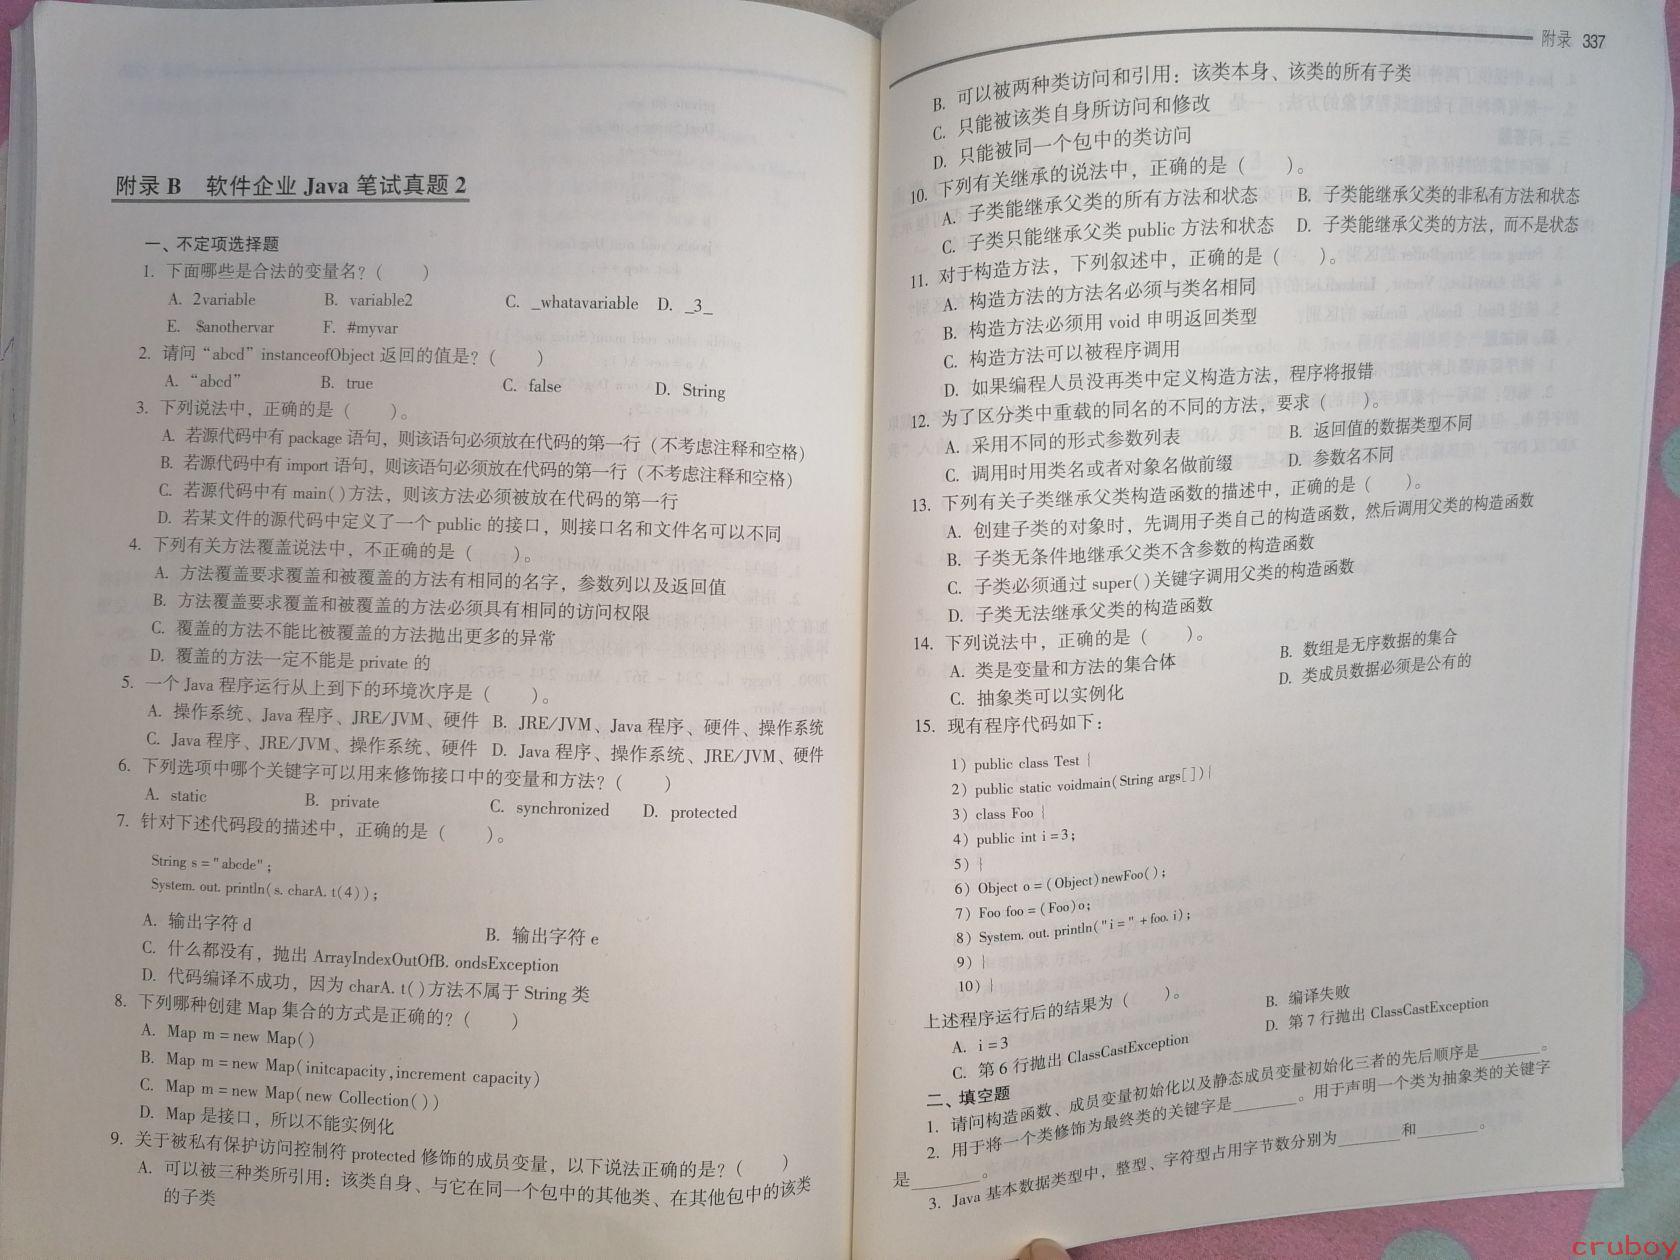 附录 B 软件企业 Java 笔试真题 2
一、不定项选择题
1. 下面哪些是合法的变量名？（ ）
A. 2variable B. variable2 C. _whatavariable D. _3_
E. $anothervar F. #myvar
2. 请问“abcd”instanceofObject 返回的值是？（ ）
A. “abcd” B. true C. false D. String
3. 下列说法中，正确的是（ ）。
A. 若源代码中有 package 语句，则该语句必须放在代码的第一行（不考虑注释和空格）
B. 若源代码中有 import 语句，则该语句必须放在代码的第一行（不考虑注释和空格）
C. 若源代码中有 main()方法，则该方法必须被放在代码的第一行
D. 若某文件的源代码中定义了一个 public 的接口，则接口名和文件名可以不同
4. 下列有关方法覆盖说法中，不正确的是（ ）。
A. 方法覆盖要求覆盖和被覆盖的方法有相同的名字，参数列以及返回值
B. 方法覆盖要求覆盖和被覆盖的方法必须具有相同的访问权限
C. 覆盖的方法不能比被覆盖的方法抛出更多的异常
D. 覆盖的方法一定不能是 private 的
5. 一个 Java 程序运行从上到下的环境次序是（ ）。
A. 操作系统、Java 程序、JRE/JVM、硬件 B. JRE/JVM、Java 程序、硬件、操作系统
C. Java 程序、JRE/JVM、操作系统、硬件 D. Java 程序、操作系统、JRE/JVM、硬件
6. 下列选项中哪个关键字可以用来修饰接口中的变量和方法？（ ）
A. static B. private C. synchronized D. protected
7. 针对下述代码段的描述中，正确的是（ ）。
String s = "abcde";
System. out. println(s. charA. t(4));
A. 输出字符 d B. 输出字符 e
C. 什么都没有，抛出 ArrayIndexOutOfB. ondsException
D. 代码编译不成功，因为 charA. t()方法不属于 String 类
8. 下列哪种创建 Map 集合的方式是正确的？（ ）
A. Map m = new Map()
B. Map m = new Map(initcapacity,increment capacity)
C. Map m = new Map(new Collection())
D. Map 是接口，所以不能实例化
9. 关于被私有保护访问控制符 protected 修饰的成员变量，以下说法正确的是？（ ）
A. 可以被三种类所引用：该类自身、与它在同一个包中的其他类、在其他包中的该类
的子类
附录 337
B. 可以被两种类访问和引用：该类本身、该类的所有子类
C. 只能被该类自身所访问和修改
D. 只能被同一个包中的类访问
10. 下列有关继承的说法中，正确的是（ ）。
A. 子类能继承父类的所有方法和状态 B. 子类能继承父类的非私有方法和状态
C. 子类只能继承父类 public 方法和状态 D. 子类能继承父类的方法，而不是状态
11. 对于构造方法，下列叙述中，正确的是（ ）。
A. 构造方法的方法名必须与类名相同
B. 构造方法必须用 void 申明返回类型
C. 构造方法可以被程序调用
D. 如果编程人员没再类中定义构造方法，程序将报错
12. 为了区分类中重载的同名的不同的方法，要求（ ）。
A. 采用不同的形式参数列表 B. 返回值的数据类型不同
C. 调用时用类名或者对象名做前缀 D. 参数名不同
13. 下列有关子类继承父类构造函数的描述中，正确的是（ ）。
A. 创建子类的对象时，先调用子类自己的构造函数，然后调用父类的构造函数
B. 子类无条件地继承父类不含参数的构造函数
C. 子类必须通过 super()关键字调用父类的构造函数
D. 子类无法继承父类的构造函数
14. 下列说法中，正确的是（ ）。
A. 类是变量和方法的集合体 B. 数组是无序数据的集合
C. 抽象类可以实例化 D. 类成员数据必须是公有的
15. 现有程序代码如下：
1) public class Test {
2) public static voidmain(String args[]){
3) class Foo {
4) public int i = 3;
5) }
6) Object o = (Object)newFoo();
7) Foo foo = (Foo)o;
8) System. out. println("i = " + foo. i);
9) }
10) }
上述程序运行后的结果为（ ）。
A. i = 3 B. 编译失败
C. 第 6 行抛出 ClassCastException D. 第 7 行抛出 ClassCastException
二、填空题
1. 请问构造函数、成员变量初始化以及静态成员变量初始化三者的先后顺序是______。
2. 用于将一个类修饰为最终类的关键字是______。用于声明一个类为抽象类的关键字
是______。
3. Java 基本数据类型中，整型、字符型占用字节数分别为______和______。
cruboy